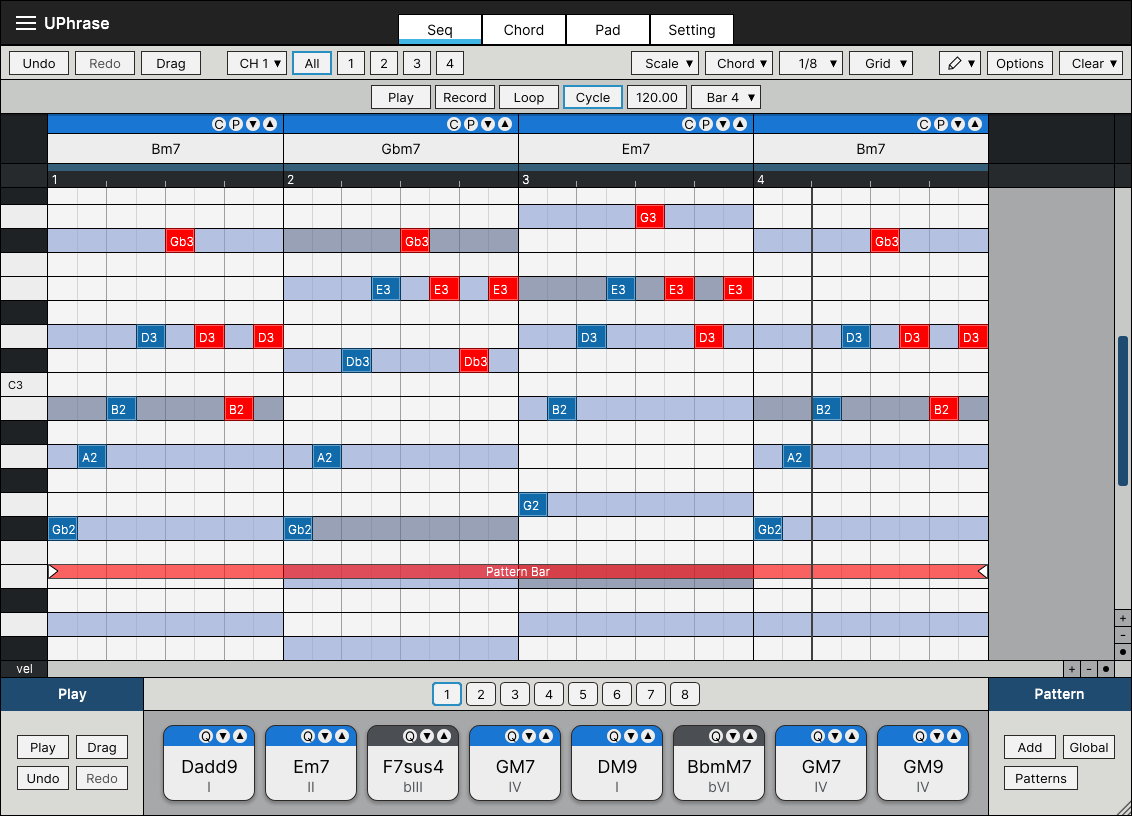 UPhrase
Seq Chord Pad Setting
Undo Redo Drag CH 1 ▼ All 1 2 3 4 Scale ▼ Chord ▼ 1/8 ▼ Grid ▼ ▼ Options Clear ▼
Play Record Loop Cycle 120.00 Bar 4 ▼
C P ▼ ▲ C P ▼ ▲ C P ▼ ▲ C P ▼ ▲
Bm7 Gbm7 Em7 Bm7
1 2 3 4
G3
Gb3 Gb3 Gb3
E3 E3 E3 E3 E3 E3
D3 D3 D3 D3 D3 D3 D3 D3
Db3 Db3
C3
B2 B2 B2 B2 B2
A2 A2 A2
G2
Gb2 Gb2 Gb2
Pattern Bar
+
-
vel + -
Play 1 2 3 4 5 6 7 8 Pattern
Q ▼ ▲ Q ▼ ▲ Q ▼ ▲ Q ▼ ▲ Q ▼ ▲ Q ▼ ▲ Q ▼ ▲ Q ▼ ▲
Play Drag Dadd9 Em7 F7sus4 GM7 DM9 BbmM7 GM7 GM9 Add Global
Undo Redo I II bIII IV I bVI IV IV Patterns